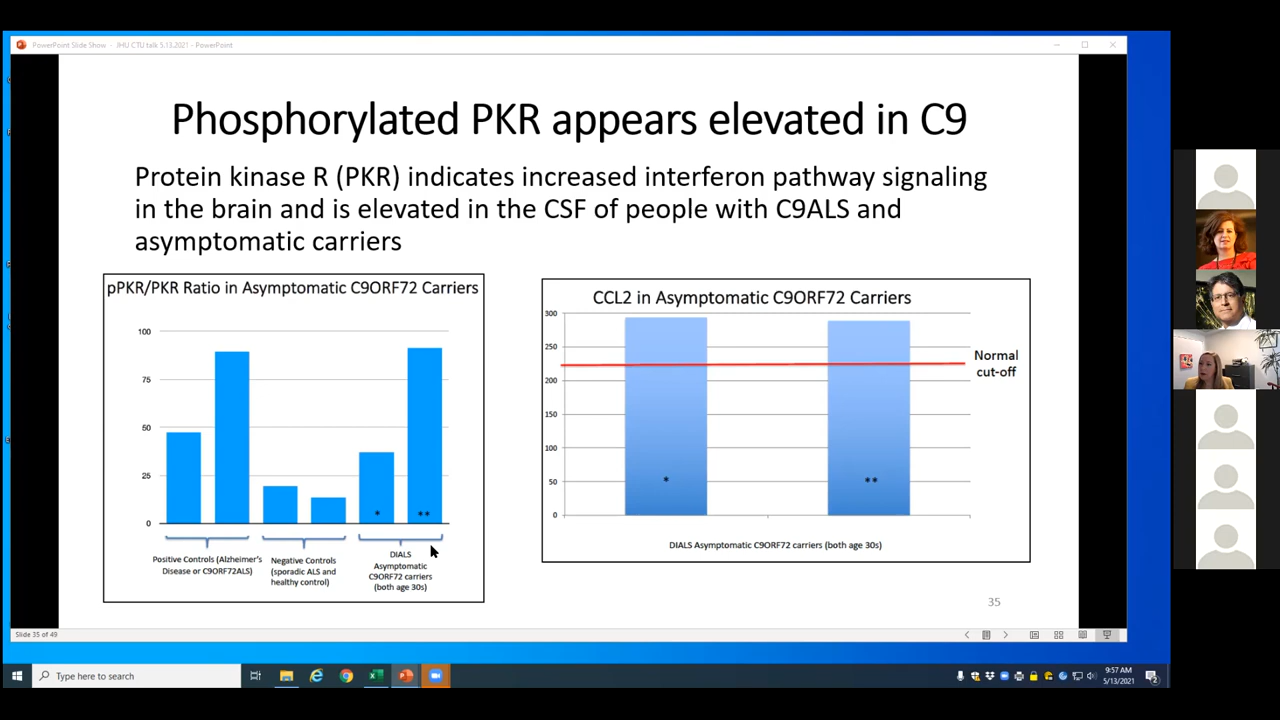 PowerPoint Slide Show - JHU CTU talk 5.13.2021 - PowerPoint
Phosphorylated PKR appears elevated in C9
Protein kinase R (PKR) indicates increased interferon pathway signaling
in the brain and is elevated in the CSF of people with C9ALS and
asymptomatic carriers
pPKR/PKR Ratio in Asymptomatic C9ORF72 Carriers
100
75
50
25
0
*
**
Positive Controls (Alzheimer's
Disease or C9ORF72ALS)
Negative Controls
(sporadic ALS and
healthy control)
DIALS
Asymptomatic
C9ORF72 carriers
(both age 30s)
CCL2 in Asymptomatic C9ORF72 Carriers
300
250
200
150
100
50
0
*
**
Normal
cut-off
DIALS Asymptomatic C9ORF72 carriers (both age 30s)
35
Slide 35 of 49
Type here to search
9:57 AM
5/13/2021
2